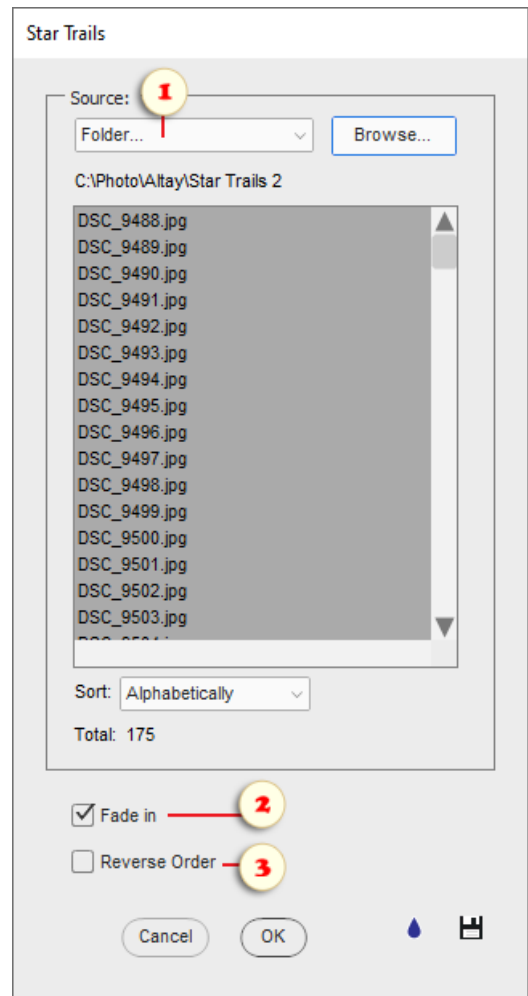 Star Trails
Source: 1
Folder... Browse...
C:\Photo\Altay\Star Trails 2
DSC_9488.jpg
DSC_9489.jpg
DSC_9490.jpg
DSC_9491.jpg
DSC_9492.jpg
DSC_9493.jpg
DSC_9494.jpg
DSC_9495.jpg
DSC_9496.jpg
DSC_9497.jpg
DSC_9498.jpg
DSC_9499.jpg
DSC_9500.jpg
DSC_9501.jpg
DSC_9502.jpg
DSC_9503.jpg
Sort: Alphabetically
Total: 175
Fade in 2
Reverse Order 3
Cancel OK